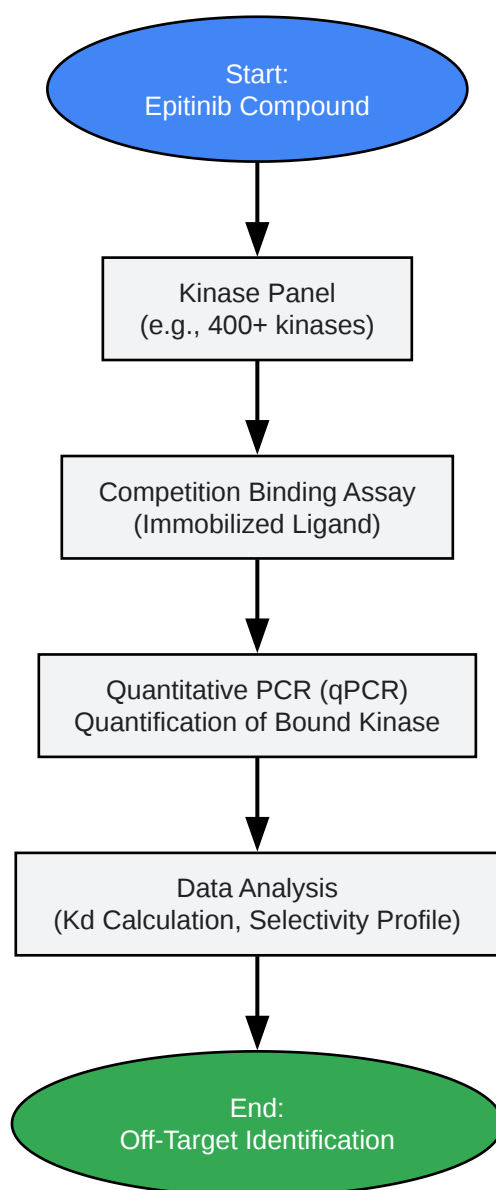 Start:
Epitinib Compound
Kinase Panel
(e.g., 400+ kinases)
Competition Binding Assay
(Immobilized Ligand)
Quantitative PCR (qPCR)
Quantification of Bound Kinase
Data Analysis
(Kd Calculation, Selectivity Profile)
End:
Off-Target Identification